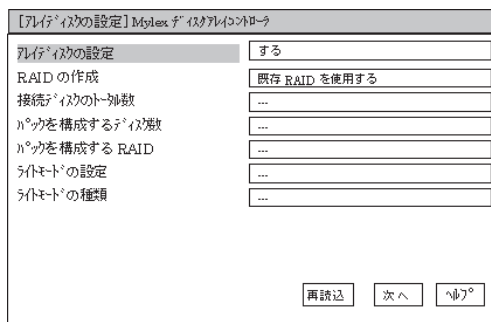 [ｱﾚｲﾃﾞｨｽｸの設定] Mylex ﾃﾞｨｽｸｱﾚｲｺﾝﾄﾛｰﾗ
ｱﾚｲﾃﾞｨｽｸの設定 する
RAID の作成 既存 RAID を使用する
接続ﾃﾞｨｽｸのﾄｰﾀﾙ数 ...
ﾊﾟｯｸを構成するﾃﾞｨｽｸ数 ...
ﾊﾟｯｸを構成する RAID ...
ﾗｲﾄﾓｰﾄﾞの設定 ...
ﾗｲﾄﾓｰﾄﾞの種類 ...
再読込 次へ ﾍﾙﾌﾟ